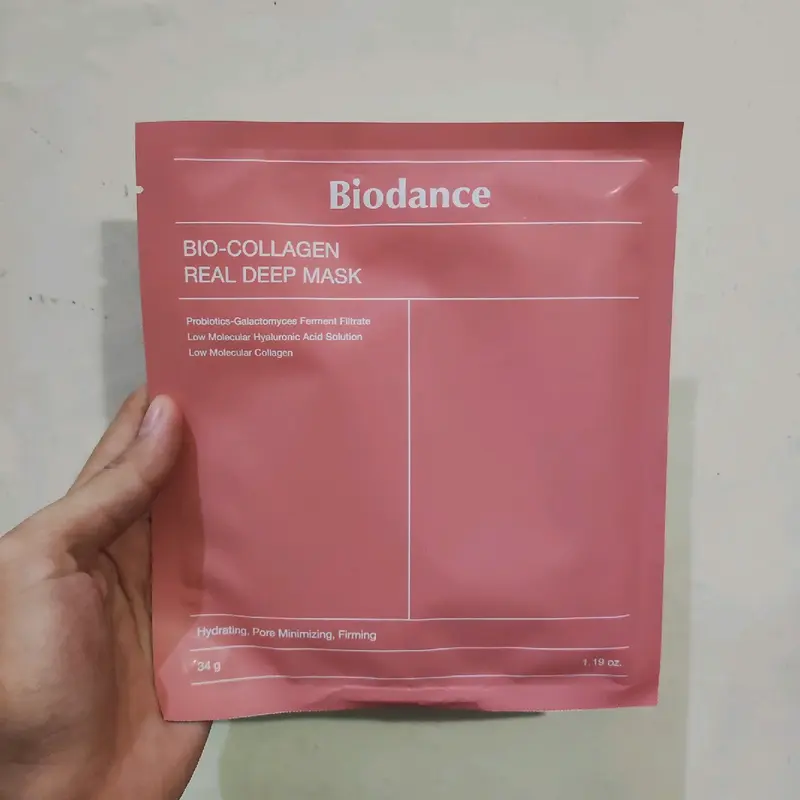 Biodance
BIO-COLLAGEN
REAL DEEP MASK
Probiotics-Galactomyces Ferment Filtrate
Low Molecular Hyaluronic Acid Solution
Low Molecular Collagen
Hydrating, Pore Minimizing, Firming
34 g
1.19 oz.